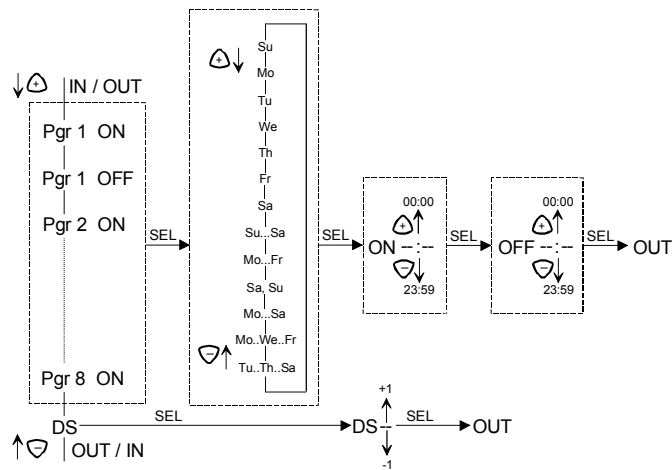 IN / OUT
Pgr 1 ON
Pgr 1 OFF
Pgr 2 ON
Pgr 8 ON
DS
OUT / IN
SEL
+
Su
Mo
Tu
We
Th
Fr
Sa
Su...Sa
Mo...Fr
Sa, Su
Mo...Sa
Mo..We..Fr
Tu..Th..Sa
SEL
00:00
+
ON --:--
23:59
SEL
00:00
+
OFF --:--
23:59
SEL
OUT
SEL
+1
DS--
-1
SEL
OUT